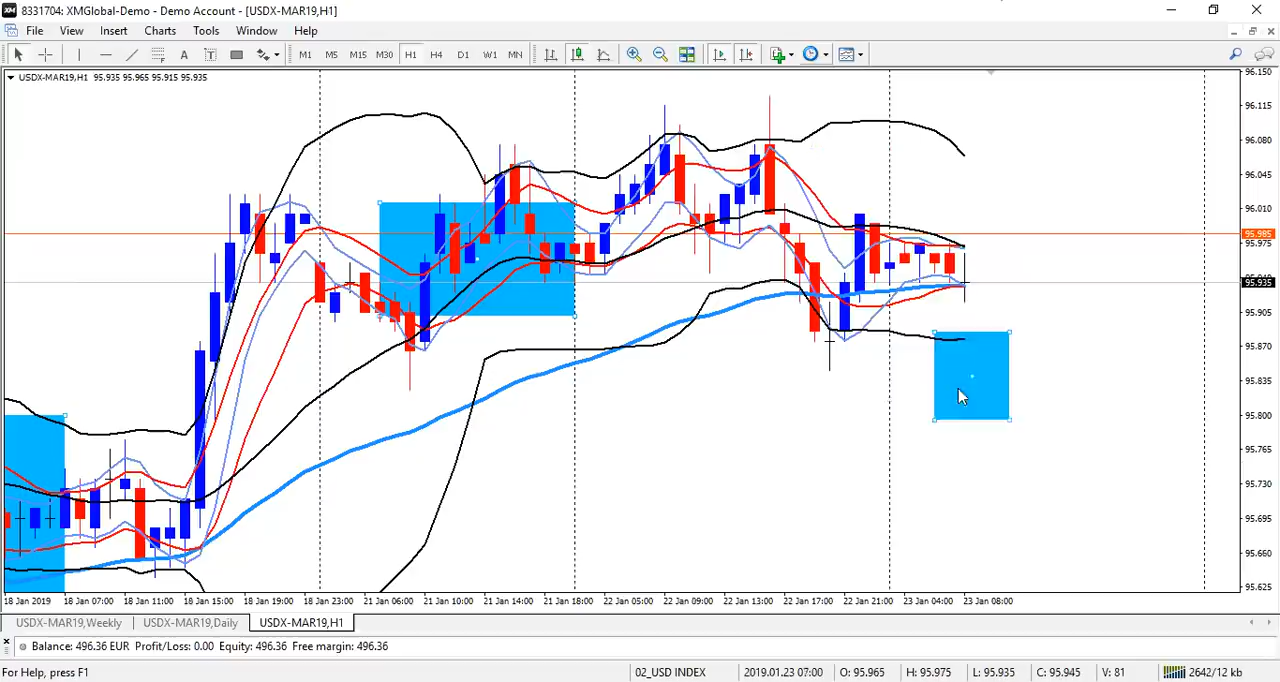 8331704: XMGlobal-Demo - Demo Account - [USDX-MAR19,H1]
File View Insert Charts Tools Window Help
A T M1 M5 M15 M30 H1 H4 D1 W1 MN
USDX-MAR19,H1 95.935 95.965 95.915 95.935
96.150
96.115
96.080
96.045
96.010
95.985
95.975
95.935
95.905
95.870
95.835
95.800
95.765
95.730
95.695
95.660
95.625
18 Jan 2019 18 Jan 07:00 18 Jan 11:00 18 Jan 15:00 18 Jan 19:00 18 Jan 23:00 21 Jan 06:00 21 Jan 10:00 21 Jan 14:00 21 Jan 18:00 22 Jan 05:00 22 Jan 09:00 22 Jan 13:00 22 Jan 17:00 22 Jan 21:00 23 Jan 04:00 23 Jan 08:00
USDX-MAR19,Weekly USDX-MAR19,Daily USDX-MAR19,H1
Balance: 496.36 EUR Profit/Loss: 0.00 Equity: 496.36 Free margin: 496.36
For Help, press F1 02_USD INDEX 2019.01.23 07:00 O: 95.965 H: 95.975 L: 95.935 C: 95.945 V: 81 2642/12 kb